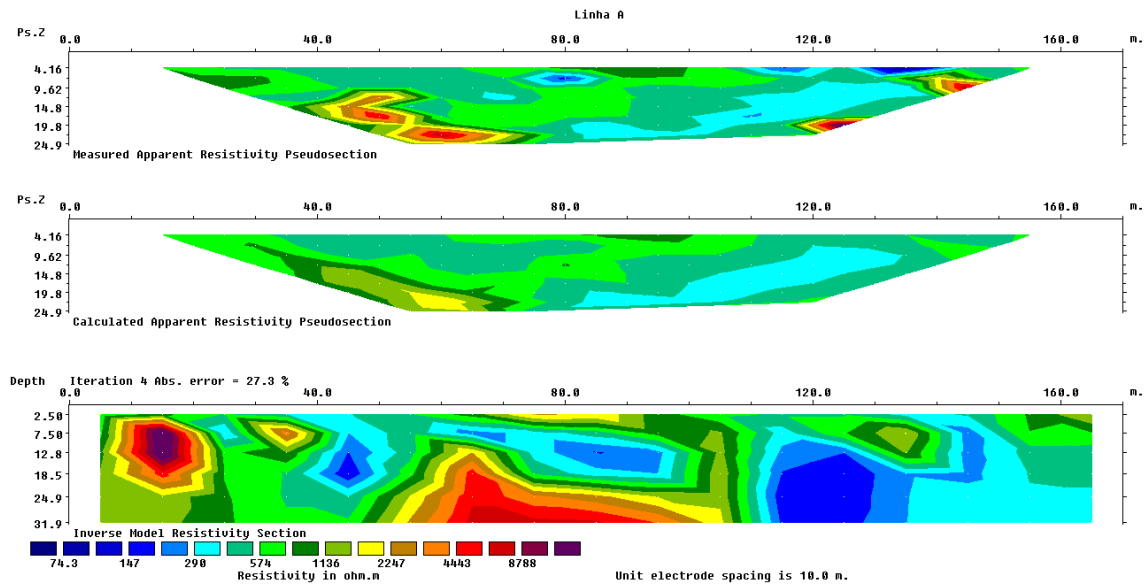 Linha A
Ps.Z 0.0 40.0 80.0 120.0 160.0 m.
4.16
9.62
14.8
19.8
24.9
Measured Apparent Resistivity Pseudosection
Ps.Z 0.0 40.0 80.0 120.0 160.0 m.
4.16
9.62
14.8
19.8
24.9
Calculated Apparent Resistivity Pseudosection
Depth Iteration 4 Abs. error = 27.3 %
0.0 40.0 80.0 120.0 160.0 m.
2.50
7.50
12.8
18.5
24.9
31.9
Inverse Model Resistivity Section
74.3 147 290 574 1136 2247 4443 8788
Resistivity in ohm.m Unit electrode spacing is 10.0 m.